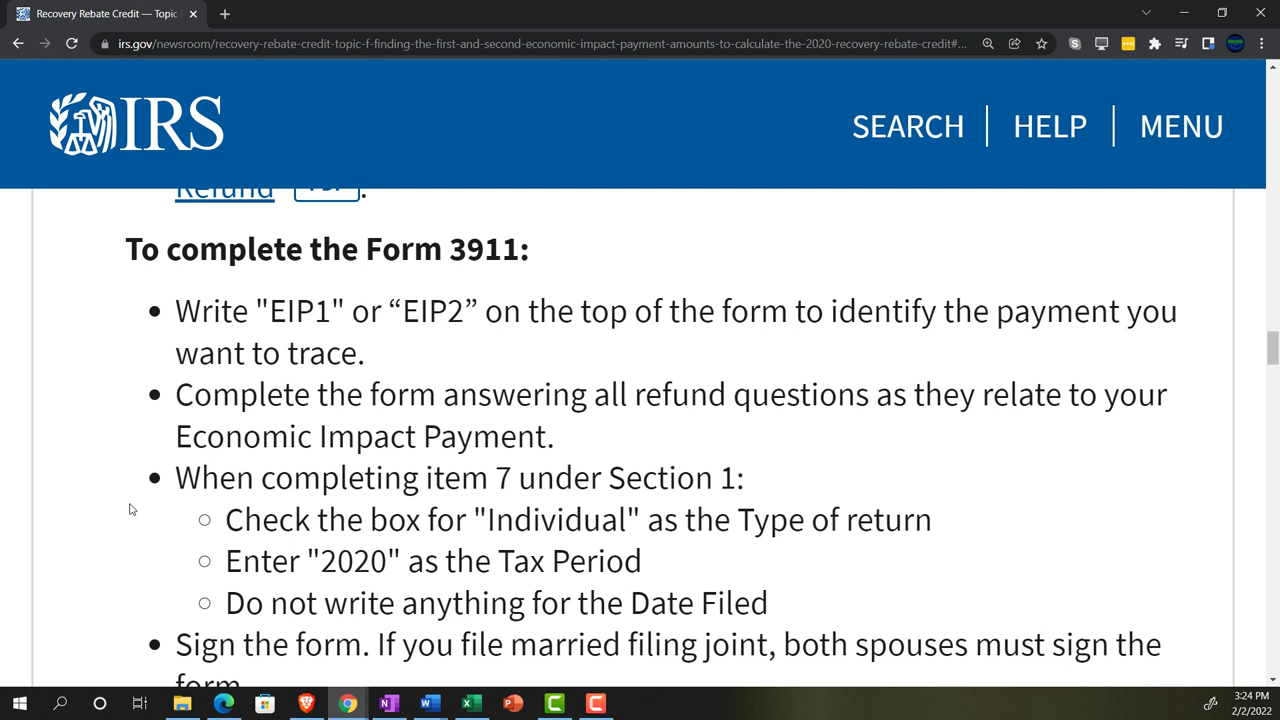 Recovery Rebate Credit — Topic F
irs.gov/newsroom/recovery-rebate-credit-topic-f-finding-the-first-and-second-economic-impact-payment-amounts-to-calculate-the-2020-recovery-rebate-credit#...
IRS
SEARCH
HELP
MENU
Refund
To complete the Form 3911:
Write "EIP1" or “EIP2” on the top of the form to identify the payment you
want to trace.
Complete the form answering all refund questions as they relate to your
Economic Impact Payment.
When completing item 7 under Section 1:
Check the box for "Individual" as the Type of return
Enter "2020" as the Tax Period
Do not write anything for the Date Filed
Sign the form. If you file married filing joint, both spouses must sign the
form.
3:24 PM
2/2/2022